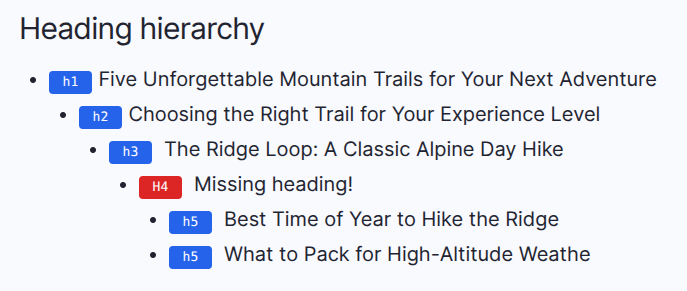 Heading hierarchy
h1 Five Unforgettable Mountain Trails for Your Next Adventure
h2 Choosing the Right Trail for Your Experience Level
h3 The Ridge Loop: A Classic Alpine Day Hike
H4 Missing heading!
h5 Best Time of Year to Hike the Ridge
h5 What to Pack for High-Altitude Weathe